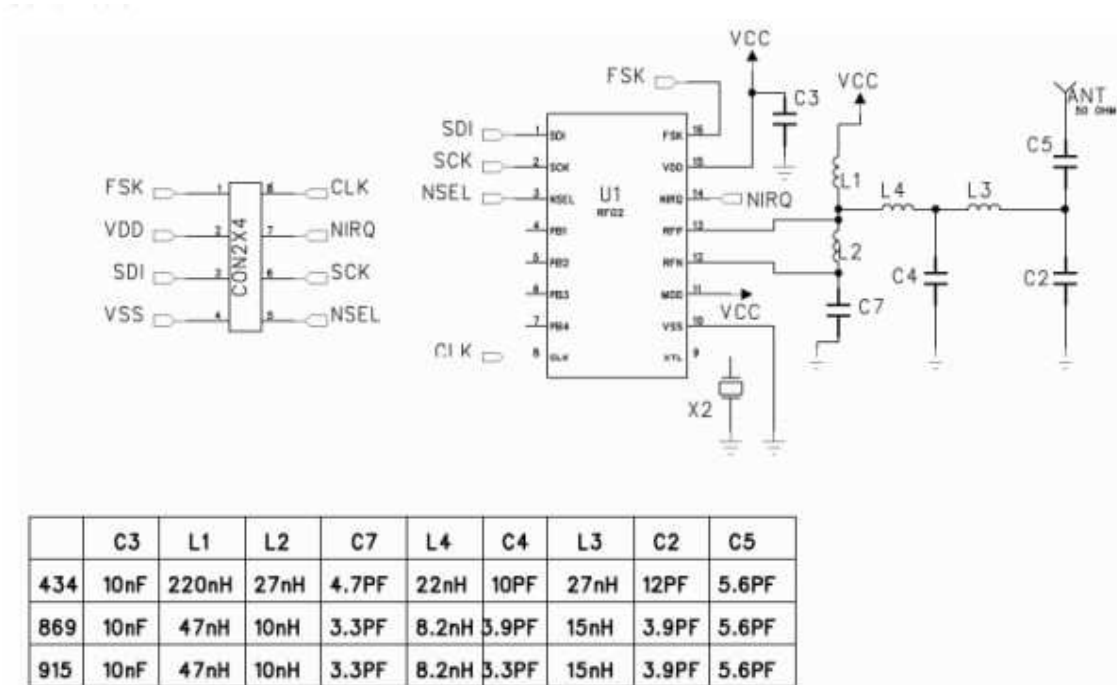 VCC
FSK
VCC
C3
ANT
50 OHM
SDI 1 SDI FSK 16
C5
SCK 2 SCK VDD 15
L1 L4 L3
FSK 1 8 CLK
NSEL 3 NSEL U1 NIRQ 14 NIRQ
RF02
VDD 2 7 NIRQ
4 PB1 RFP 13
L2
CON2X4
5 PB2 RFN 12
SDI 3 6 SCK
C4 C2
6 PB3 MOD 11
VCC
C7
VSS 4 5 NSEL
7 PB4 VSS 10
CLK 8 CLK XTL 9
X2
C3 L1 L2 C7 L4 C4 L3 C2 C5
434 10nF 220nH 27nH 4.7PF 22nH 10PF 27nH 12PF 5.6PF
869 10nF 47nH 10nH 3.3PF 8.2nH 3.9PF 15nH 3.9PF 5.6PF
915 10nF 47nH 10nH 3.3PF 8.2nH 3.3PF 15nH 3.9PF 5.6PF